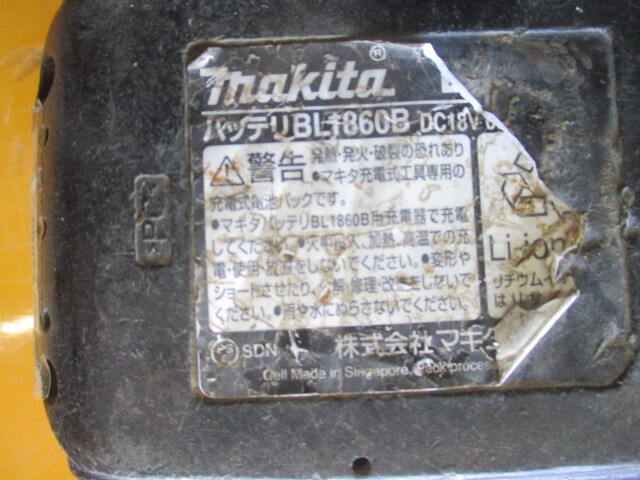 makita®
バッテリBL1860B DC18V
警告 発熱・発火・破裂の恐れあり
●マキタ充電式工具専用の
充電式電池パックです。
●マキタバッテリBL1860B用充電器で充電
してください。●火中投入、加熱、高温での充
電・使用・放置をしないでください。●変形や
ショートさせたり、分解・修理・改造をしないで
ください。●雨や水にぬらさないでください。
Li-ion
リチウムイ
はリサ
PS SDN 株式会社マキタ
Cell Made in Singapore, Pack proces